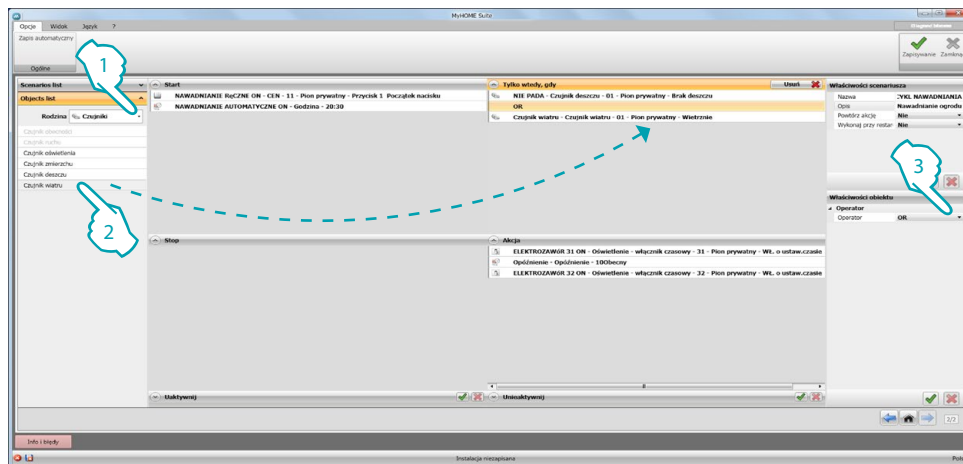 MyHOME Suite
Opcje Widok Język ?
Zapis automatyczny
Ogólne
Zapisywanie Zamknąć
1
Scenarios list
Objects list
Rodzina Czujniki
Czujnik obecności
Czujnik ruchu
Czujnik oświetlenia
Czujnik zmierzchu
Czujnik deszczu
Czujnik wiatru
2
Start
NAWADNIANIE RĘCZNE ON - CEN - 11 - Pion prywatny - Przycisk 1 Początek nacisku
NAWADNIANIE AUTOMATYCZNE ON - Godzina - 20:30
Tylko wtedy, gdy Usuń
NIE PADA - Czujnik deszczu - 01 - Pion prywatny - Brak deszczu
OR
Czujnik wiatru - Czujnik wiatru - 01 - Pion prywatny - Wietrznie
Właściwości scenariusza
Nazwa CYKL NAWADNIANIA
Opis Nawadnianie ogrodu
Powtórz akcję Nie
Wykonaj przy restar Nie
3
Właściwości obiektu
Operator
Operator OR
Stop
Akcja
ELEKTROZAWóR 31 ON - Oświetlenie - włącznik czasowy - 31 - Pion prywatny - WŁ. o ustaw.czasie
Opóźnienie - Opóźnienie - 10Obecny
ELEKTROZAWóR 32 ON - Oświetlenie - włącznik czasowy - 32 - Pion prywatny - WŁ. o ustaw.czasie
Uaktywnij
Uninaktywnij
2/2
Info i błędy
Instalacja niezapisana